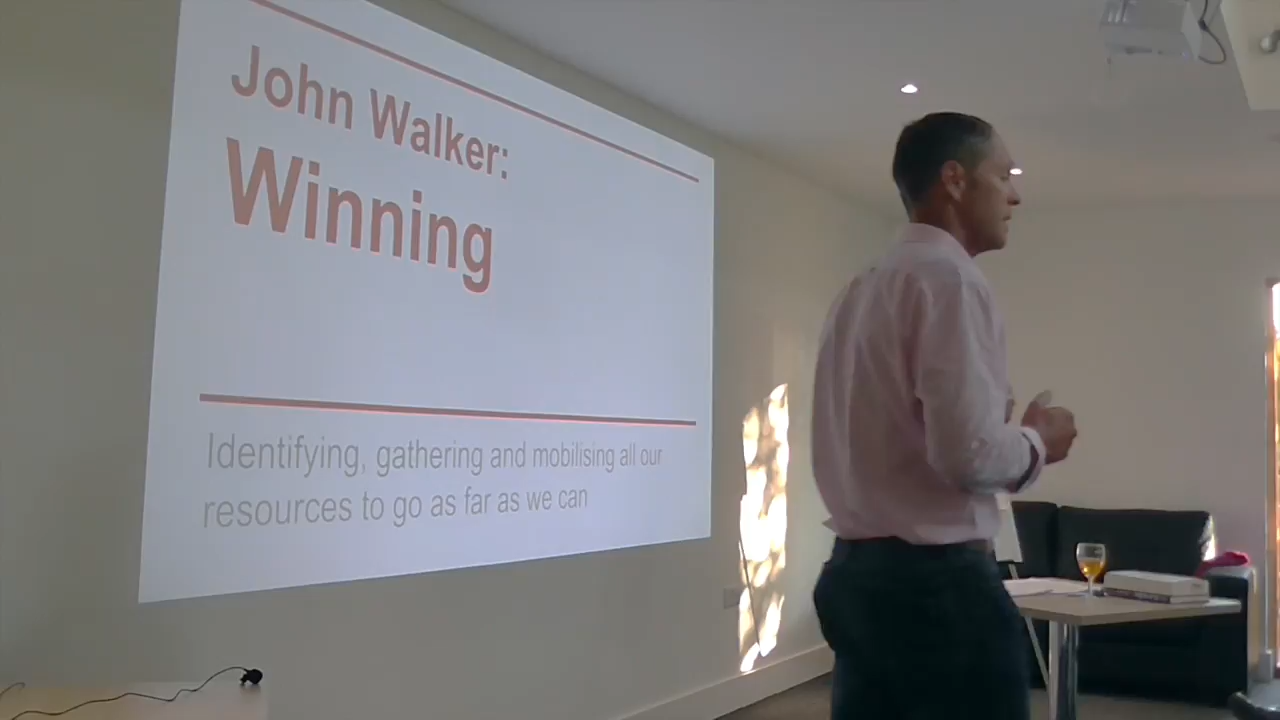 John Walker:
Winning
Identifying, gathering and mobilising all our
resources to go as far as we can